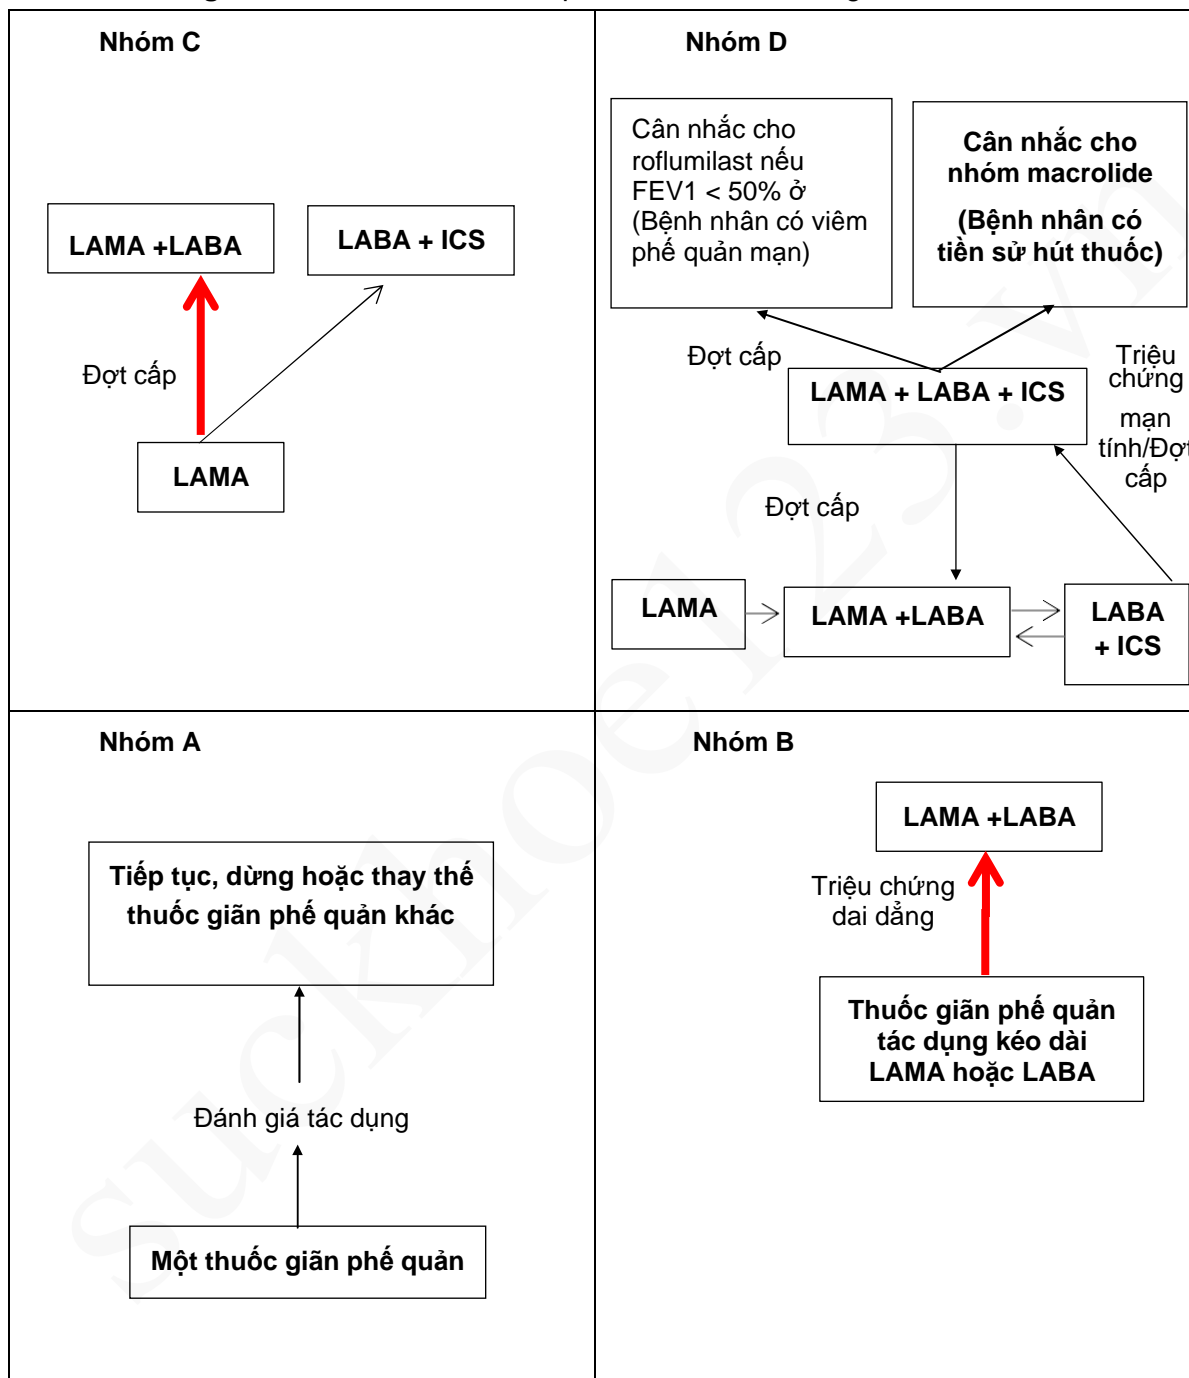 Nhóm C
LAMA +LABA
LABA + ICS
Đợt cấp
LAMA
Nhóm D
Cân nhắc cho
roflumilast nếu
FEV1 < 50% ở
(Bệnh nhân có viêm
phế quản mạn)
Cân nhắc cho
nhóm macrolide
(Bệnh nhân có
tiền sử hút thuốc)
Đợt cấp
Triệu
chứng
mạn
tính/Đợt
cấp
LAMA + LABA + ICS
Đợt cấp
LAMA
LAMA +LABA
LABA
+ ICS
Nhóm A
Tiếp tục, dừng hoặc thay thế
thuốc giãn phế quản khác
Đánh giá tác dụng
Một thuốc giãn phế quản
Nhóm B
LAMA +LABA
Triệu chứng
dai dẳng
Thuốc giãn phế quản
tác dụng kéo dài
LAMA hoặc LABA
suckhoe123.vn